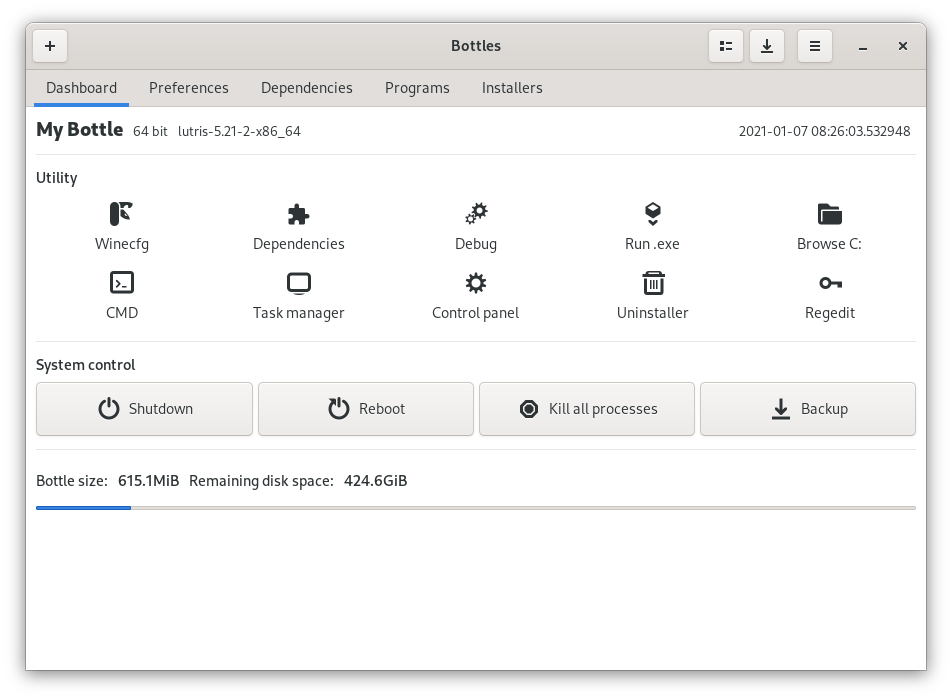 Bottles
Dashboard Preferences Dependencies Programs Installers
My Bottle 64 bit lutris-5.21-2-x86_64 2021-01-07 08:26:03.532948
Utility
Winecfg Dependencies Debug Run .exe Browse C:
CMD Task manager Control panel Uninstaller Regedit
System control
Shutdown Reboot Kill all processes Backup
Bottle size: 615.1MiB Remaining disk space: 424.6GiB